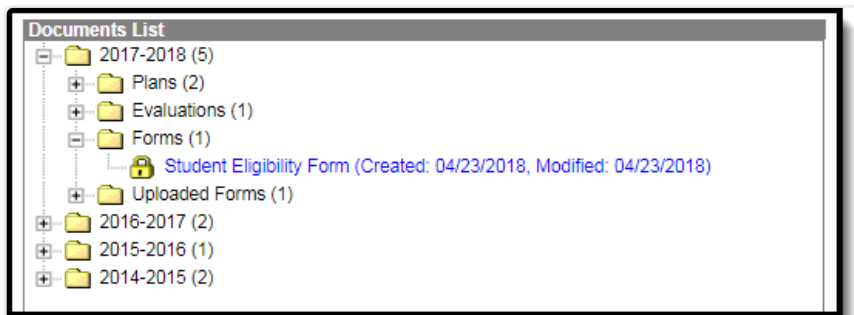 Documents List
2017-2018 (5)
Plans (2)
Evaluations (1)
Forms (1)
Student Eligibility Form (Created: 04/23/2018, Modified: 04/23/2018)
Uploaded Forms (1)
2016-2017 (2)
2015-2016 (1)
2014-2015 (2)